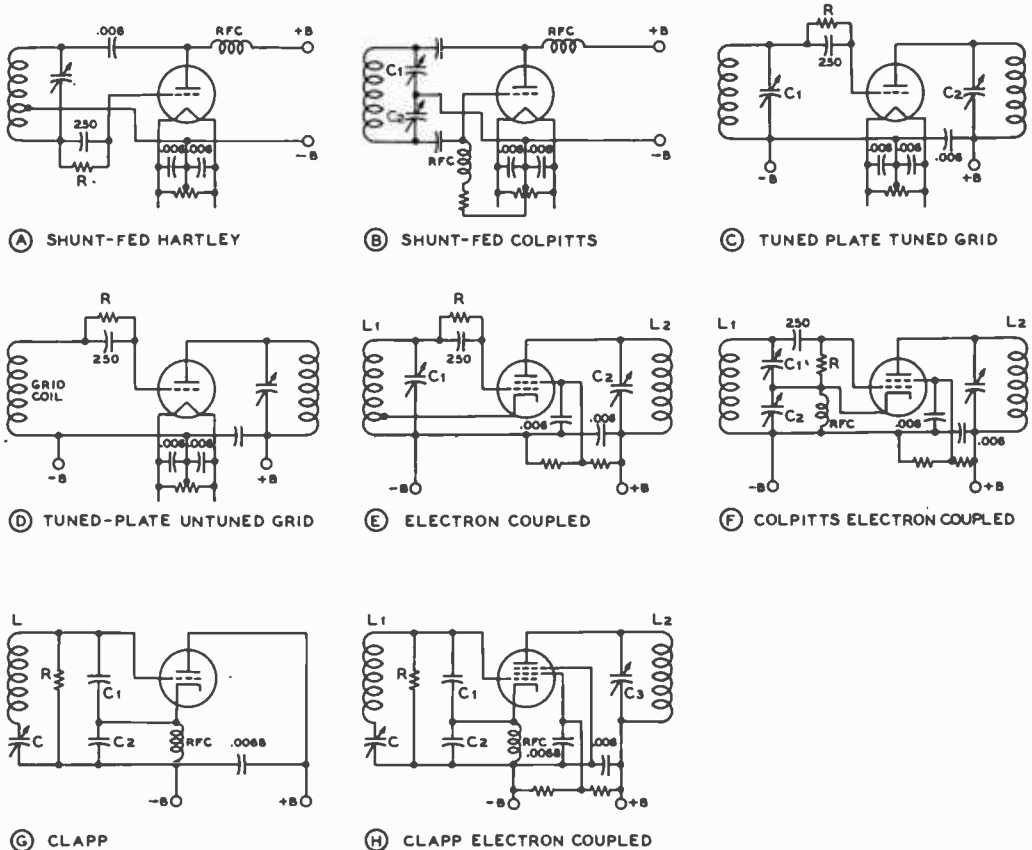 .006
RFC
+B
250
R
.006 .006
-B
Ⓐ SHUNT-FED HARTLEY
RFC
+B
C1
C2
RFC
.006 .006
-B
Ⓑ SHUNT-FED COLPITTS
R
250
C1
C2
.006 .006
.006
-B
+B
Ⓒ TUNED PLATE TUNED GRID
R
250
GRID
COIL
.006 .006
-B
+B
Ⓓ TUNED-PLATE UNTUNED GRID
L1
R
L2
250
C1
C2
.006
.006
-B
+B
Ⓔ ELECTRON COUPLED
L1
250
L2
C1
R
C2
RFC
.006
.006
-B
+B
Ⓕ COLPITTS ELECTRON COUPLED
L
R
C1
C
C2
RFC
.0068
-B
+B
Ⓖ CLAPP
L1
L2
R
C1
C3
C
C2
RFC
.0068
.006
-B
+B
Ⓗ CLAPP ELECTRON COUPLED